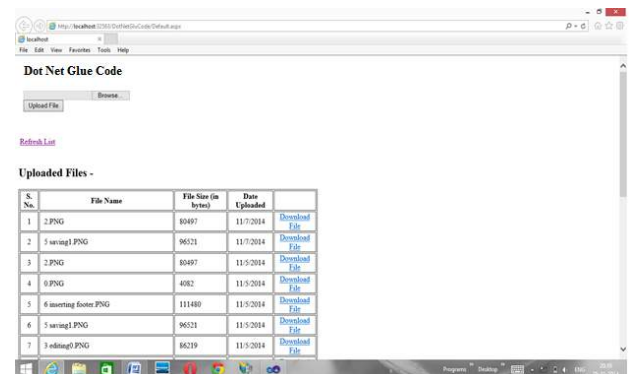 http://localhost:32563/DotNetGluCode/Default.aspx
localhost
File Edit View Favorites Tools Help
Dot Net Glue Code
Browse...
Upload File
Refresh List
Uploaded Files -
S. No. File Name File Size (in bytes) Date Uploaded
1 2.PNG 80497 11/7/2014 Download File
2 5 saving1.PNG 96521 11/7/2014 Download File
3 2.PNG 80497 11/5/2014 Download File
4 0.PNG 4082 11/5/2014 Download File
5 6 inserting footer.PNG 111480 11/5/2014 Download File
6 5 saving1.PNG 96521 11/5/2014 Download File
7 3 editing0.PNG 86219 11/5/2014 Download File
Programs Desktop ENG